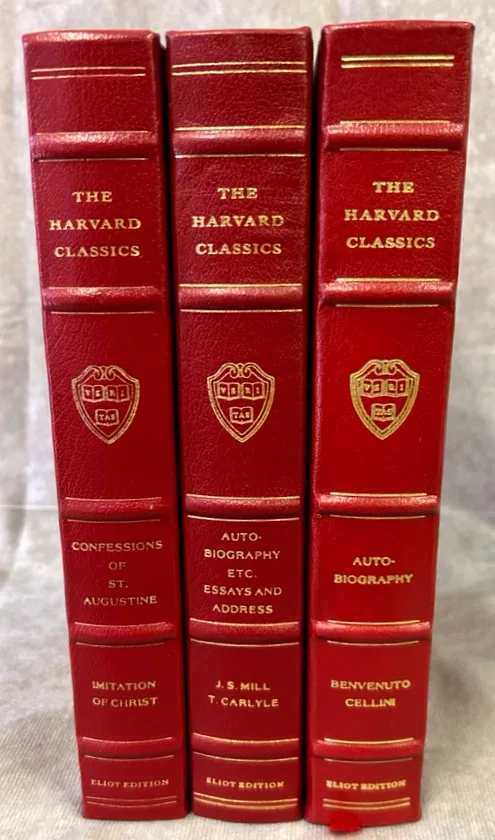 THE
HARVARD
CLASSICS
VE RI
TAS
CONFESSIONS
OF
ST.
AUGUSTINE
IMITATION
OF CHRIST
ELIOT EDITION
THE
HARVARD
CLASSICS
VE RI
TAS
AUTO-
BIOGRAPHY
ETC.
ESSAYS AND
ADDRESS
J. S. MILL
T. CARLYLE
ELIOT EDITION
THE
HARVARD
CLASSICS
VE RI
TAS
AUTO-
BIOGRAPHY
BENVENUTO
CELLINI
ELIOT EDITION